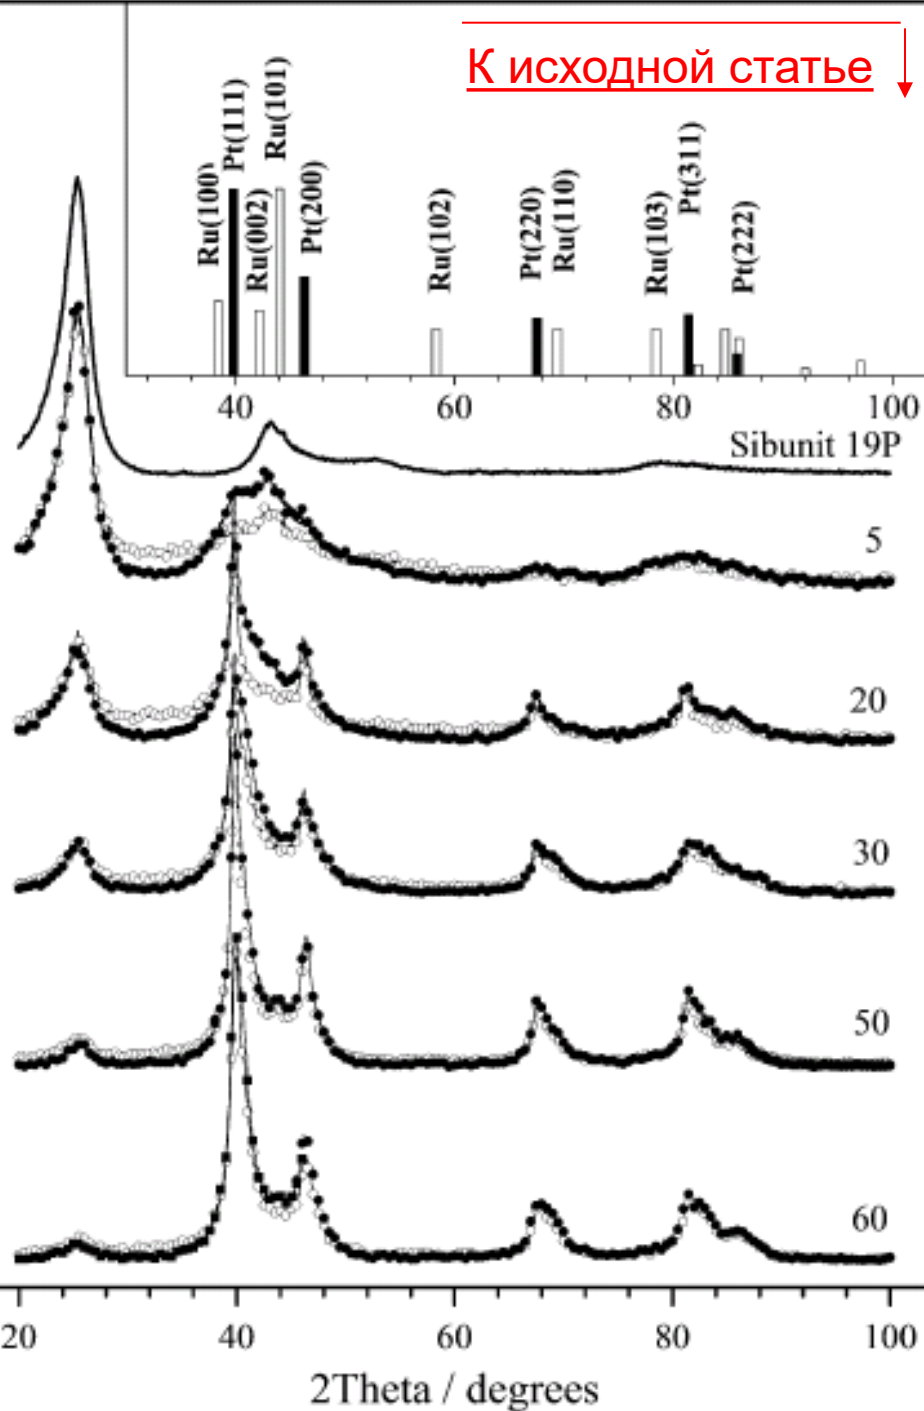 К исходной статье
Ru(100)
Pt(111)
Ru(002)
Ru(101)
Pt(200)
Ru(102)
Pt(220)
Ru(110)
Ru(103)
Pt(311)
Pt(222)
40 60 80 100
Sibunit 19P
5
20
30
50
60
20 40 60 80 100
2Theta / degrees